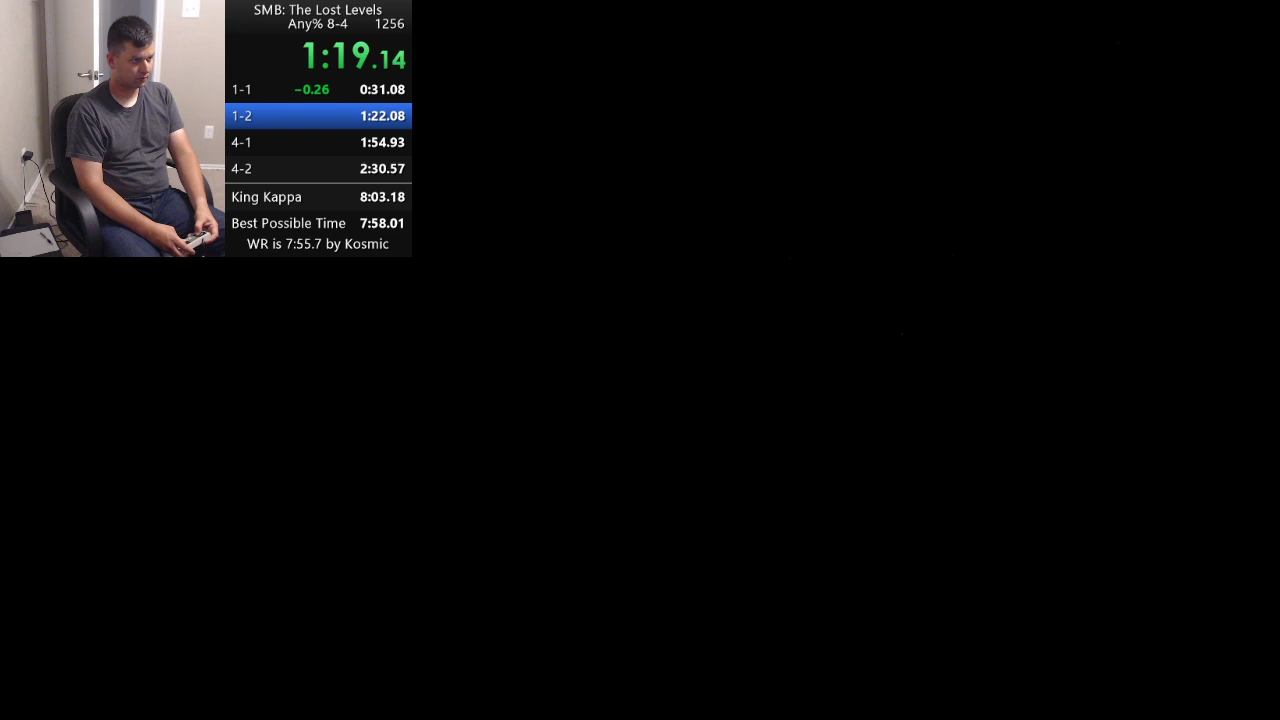 SMB: The Lost Levels
Any% 8-4 1256
1:19.14
1-1 −0.26 0:31.08
1-2 1:22.08
4-1 1:54.93
4-2 2:30.57
King Kappa 8:03.18
Best Possible Time 7:58.01
WR is 7:55.7 by Kosmic